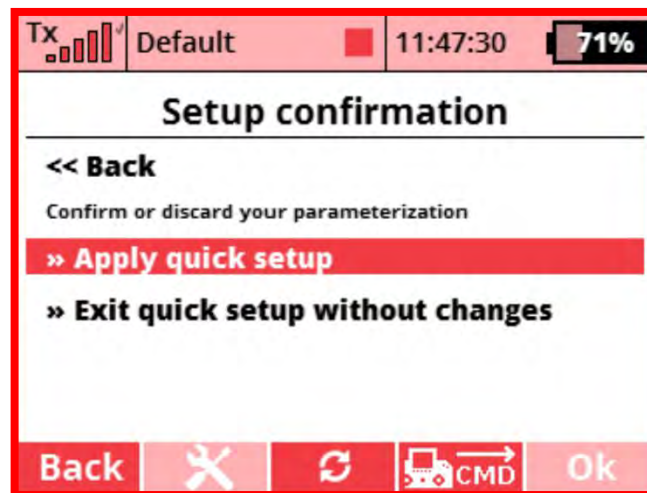 Tx Default 11:47:30 71%
Setup confirmation
<< Back
Confirm or discard your parameterization
» Apply quick setup
» Exit quick setup without changes
Back CMD Ok